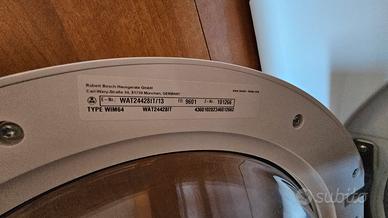 Robert Bosch Hausgeräte GmbH
Carl-Wery-Straße 34, 81739 München, GERMANY
E-Nr.: WAT24428IT/13 FD 9601 Z-Nr.: 101266
TYPE WIM64 WAT24428IT
subito